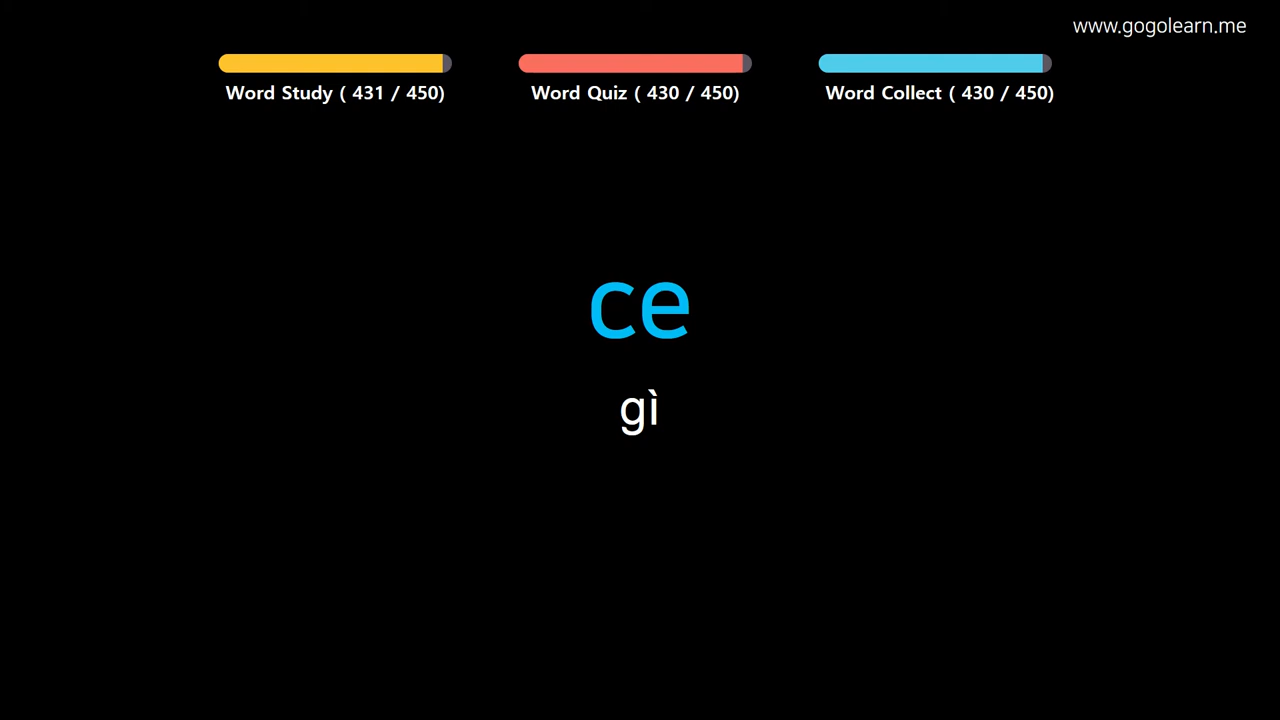 www.gogolearn.me
Word Study ( 431 / 450)
Word Quiz ( 430 / 450)
Word Collect ( 430 / 450)
ce
gì